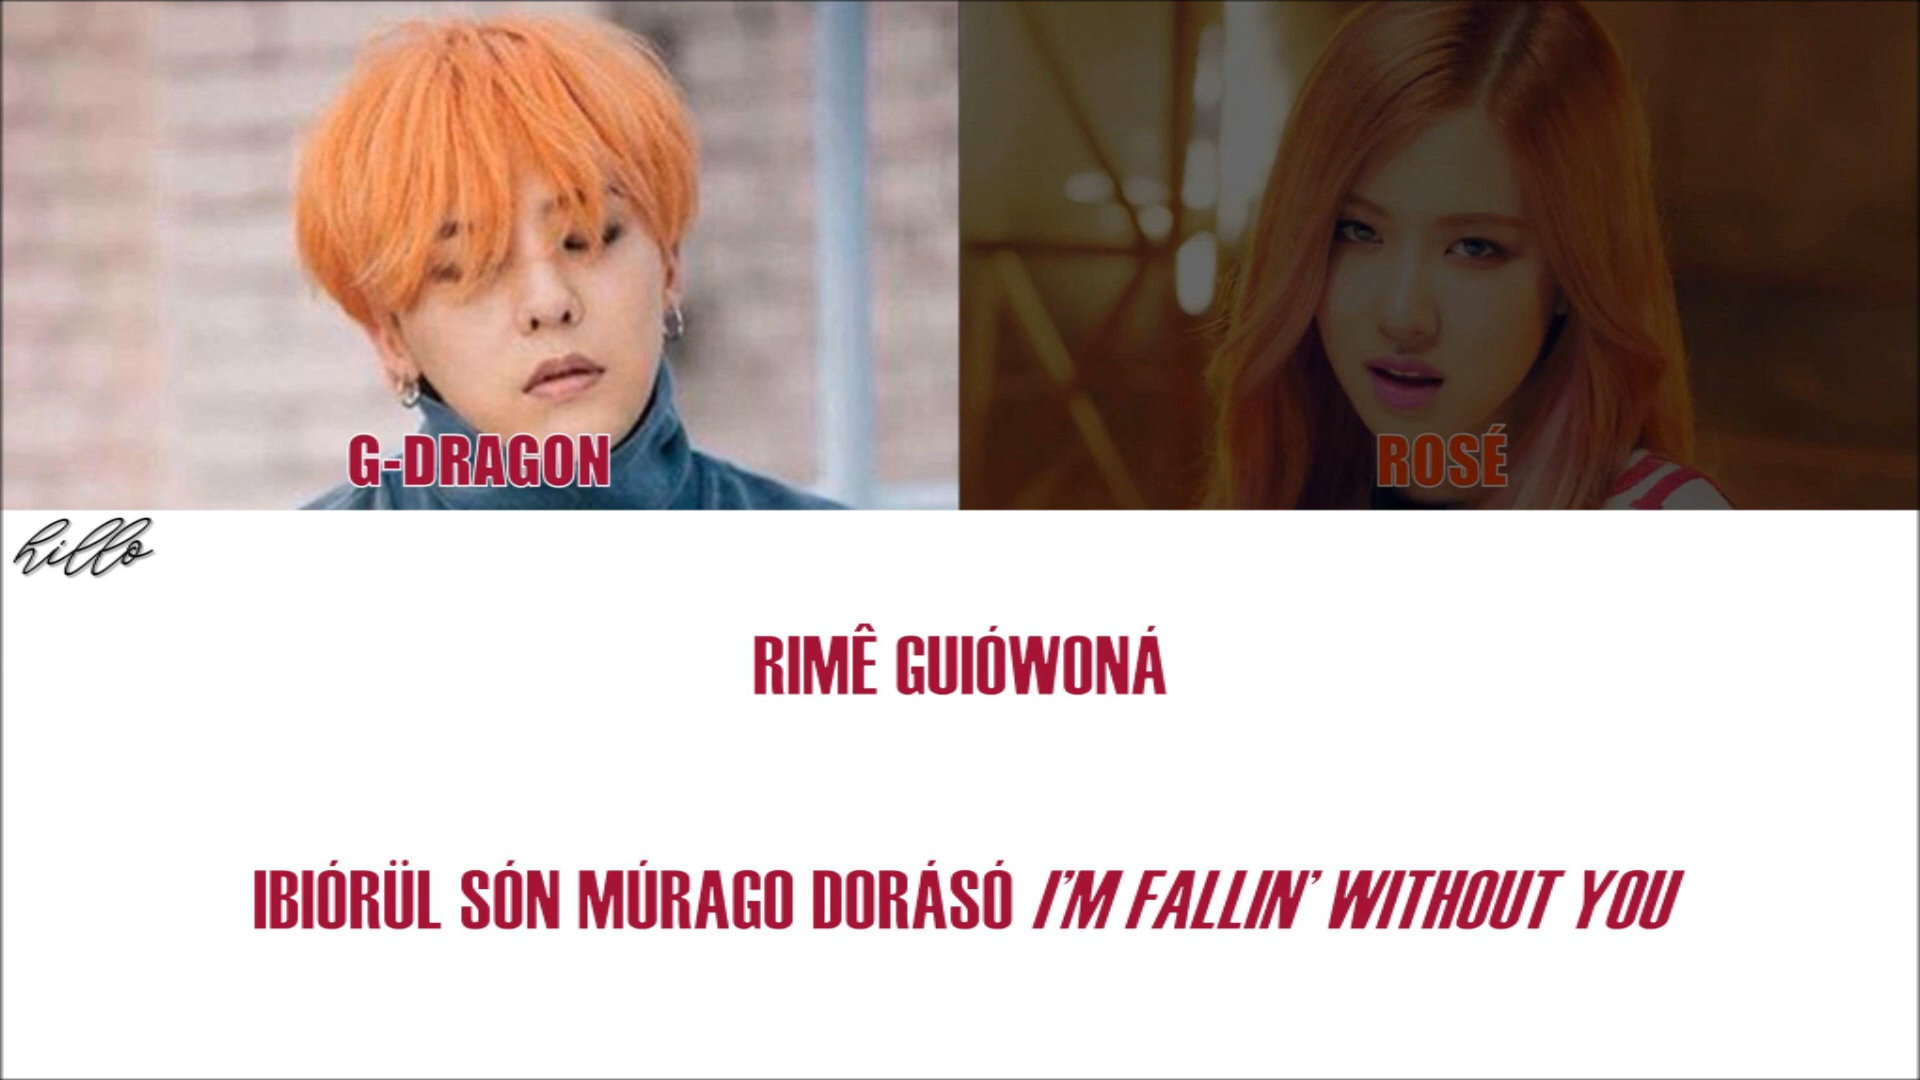 G-DRAGON
ROSÉ
hillo
RIMÊ GUIÓWONÁ
IBIÓRÜL SÓN MÚRAGO DORÁSÓ I'M FALLIN' WITHOUT YOU